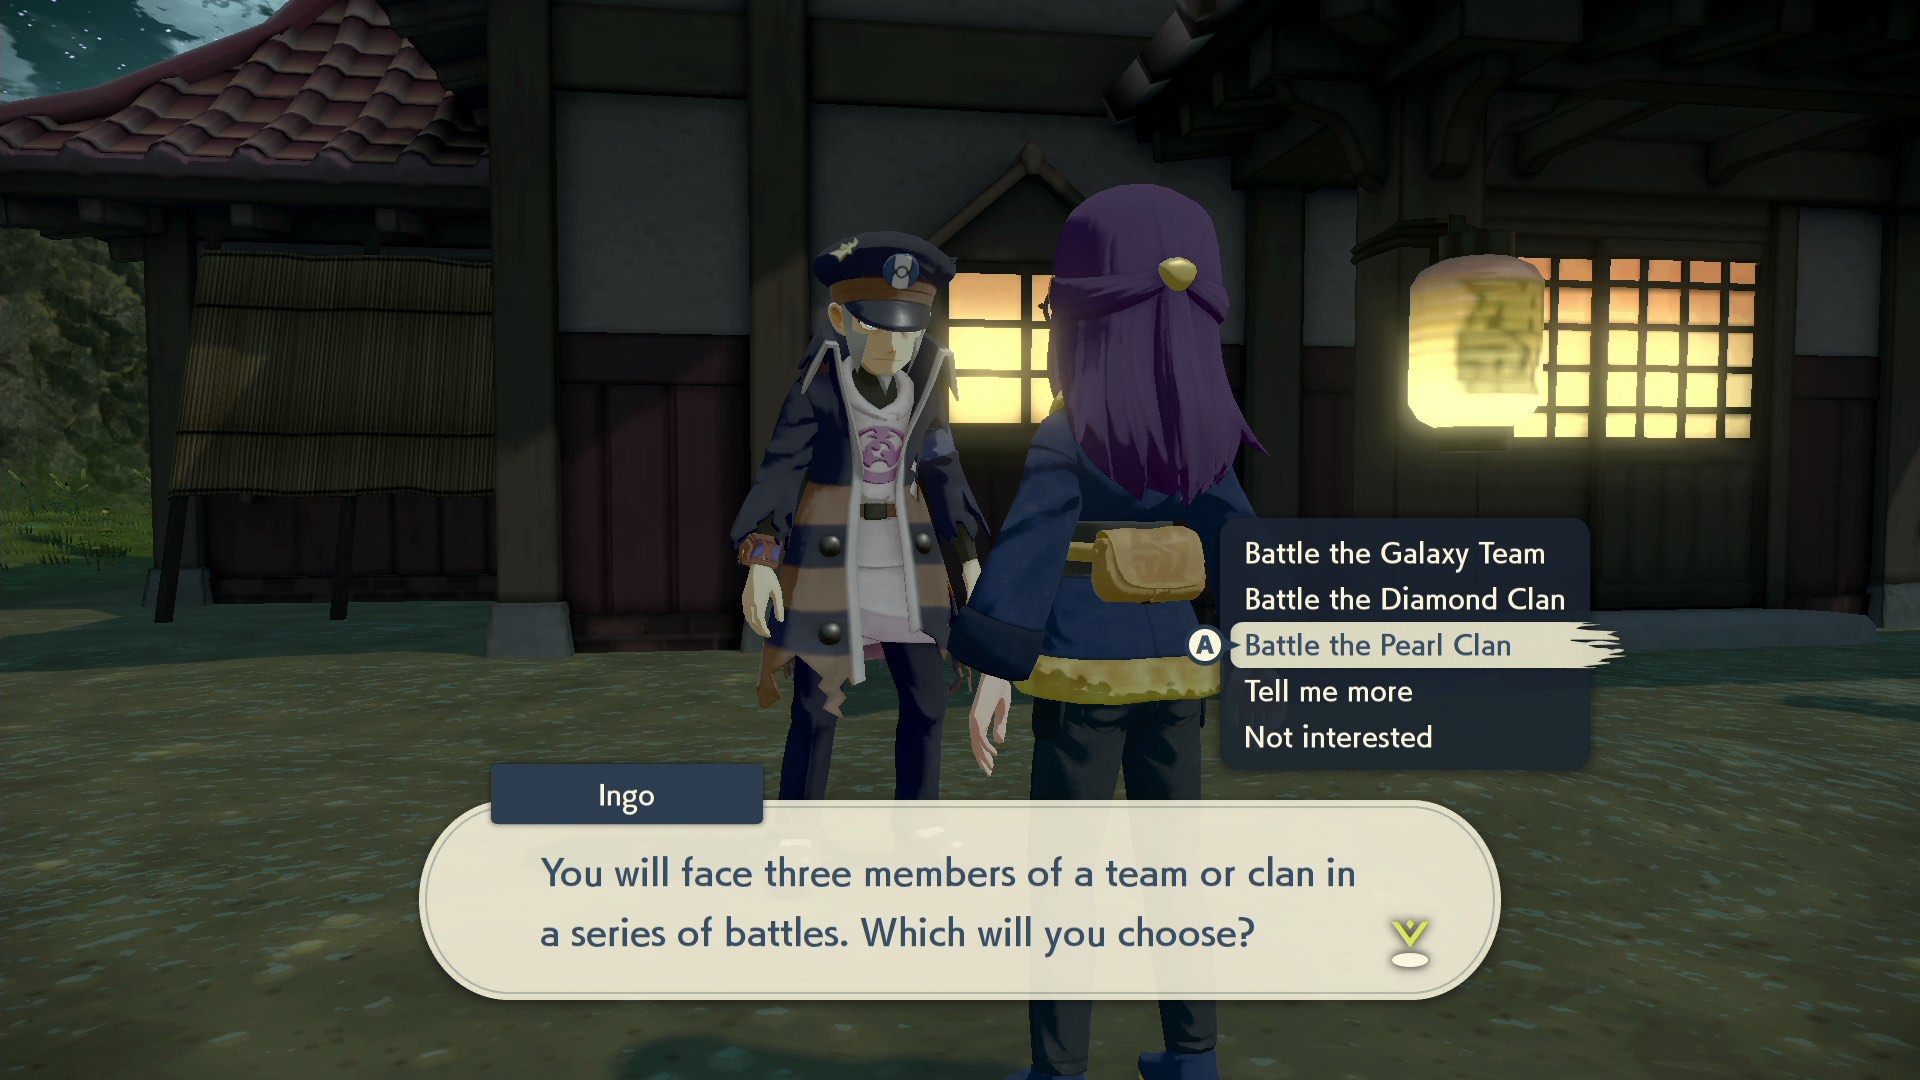 Battle the Galaxy Team
Battle the Diamond Clan
A
Battle the Pearl Clan
Tell me more
Not interested
Ingo
You will face three members of a team or clan in
a series of battles. Which will you choose?